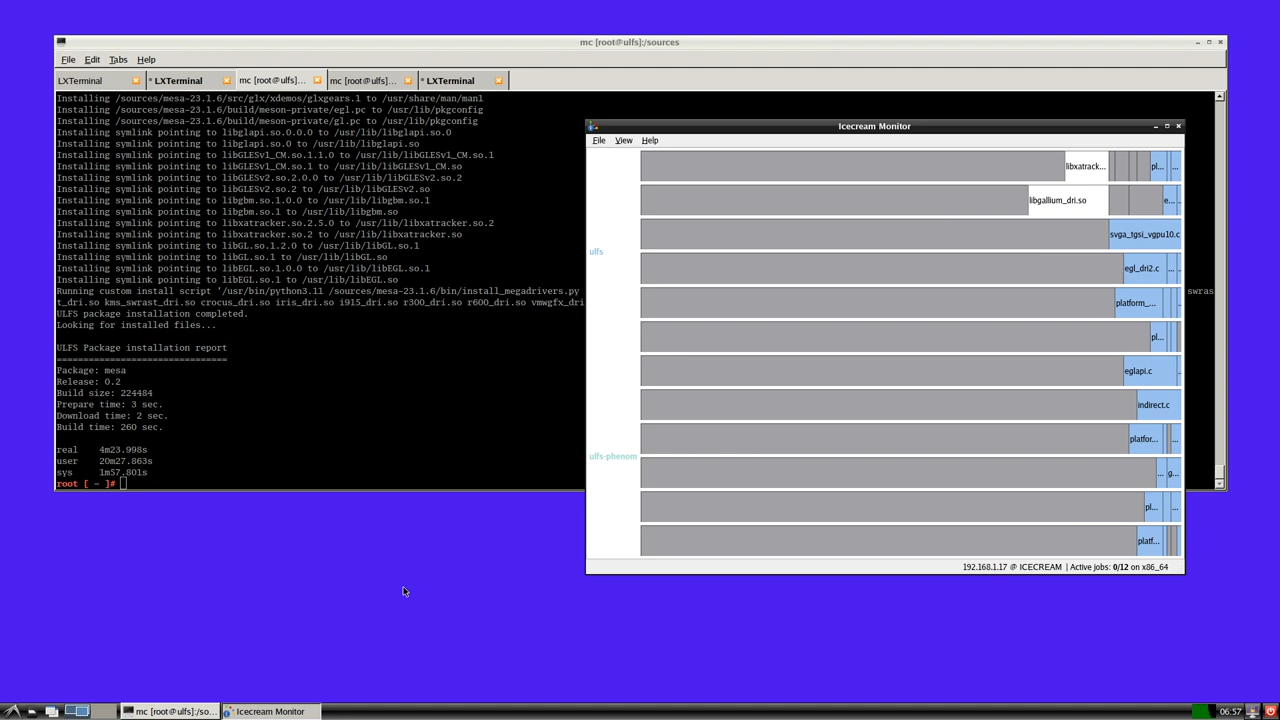 mc [root@ulfs]:/sources
File Edit Tabs Help
LXTerminal * LXTerminal mc [root@ulfs]... mc [root@ulfs]... * LXTerminal
Installing /sources/mesa-23.1.6/src/glx/xdemos/glxgears.1 to /usr/share/man/man1
Installing /sources/mesa-23.1.6/build/meson-private/egl.pc to /usr/lib/pkgconfig
Installing /sources/mesa-23.1.6/build/meson-private/gl.pc to /usr/lib/pkgconfig
Installing symlink pointing to libglapi.so.0.0.0 to /usr/lib/libglapi.so.0
Installing symlink pointing to libglapi.so.0 to /usr/lib/libglapi.so
Installing symlink pointing to libGLESv1_CM.so.1.1.0 to /usr/lib/libGLESv1_CM.so.1
Installing symlink pointing to libGLESv1_CM.so.1 to /usr/lib/libGLESv1_CM.so
Installing symlink pointing to libGLESv2.so.2.0.0 to /usr/lib/libGLESv2.so.2
Installing symlink pointing to libGLESv2.so.2 to /usr/lib/libGLESv2.so
Installing symlink pointing to libgbm.so.1.0.0 to /usr/lib/libgbm.so.1
Installing symlink pointing to libgbm.so.1 to /usr/lib/libgbm.so
Installing symlink pointing to libxatracker.so.2.5.0 to /usr/lib/libxatracker.so.2
Installing symlink pointing to libxatracker.so.2 to /usr/lib/libxatracker.so
Installing symlink pointing to libGL.so.1.2.0 to /usr/lib/libGL.so.1
Installing symlink pointing to libGL.so.1 to /usr/lib/libGL.so
Installing symlink pointing to libEGL.so.1.0.0 to /usr/lib/libEGL.so.1
Installing symlink pointing to libEGL.so.1 to /usr/lib/libEGL.so
Running custom install script '/usr/bin/python3.11 /sources/mesa-23.1.6/bin/install_megadrivers.py swras
t_dri.so kms_swrast_dri.so crocus_dri.so iris_dri.so i915_dri.so r300_dri.so r600_dri.so vmwgfx_dri
ULFS package installation completed.
Looking for installed files...
ULFS Package installation report
================================
Package: mesa
Release: 0.2
Build size: 224484
Prepare time: 3 sec.
Download time: 2 sec.
Build time: 260 sec.
real 4m23.998s
user 20m27.863s
sys 1m57.801s
root [ ~ ]#
Icecream Monitor
File View Help
libxatrack... pl... ...
libgallium_dri.so e... .
ulfs
svga_tgsi_vgpu10.c
egl_dri2.c ... .
platform_... .
pl...
eglapi.c .
indirect.c
platfor... ...
ulfs-phenom
... g...
pl... ...
platf... ...
192.168.1.17 @ ICECREAM | Active jobs: 0/12 on x86_64
mc [root@ulfs]:/so... Icecream Monitor 06:57